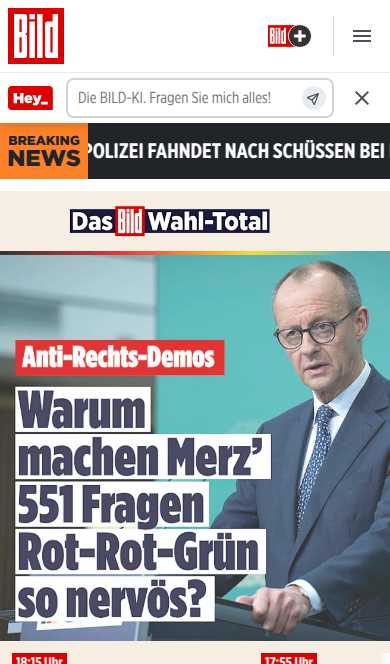 Bild
Bild +
Hey_
Die BILD-KI. Fragen Sie mich alles!
BREAKING
NEWS
POLIZEI FAHNDET NACH SCHÜSSEN BEI
Das Bild Wahl-Total
Anti-Rechts-Demos
Warum
machen Merz’
551 Fragen
Rot-Rot-Grün
so nervös?
18:15 Uhr
17:55 Uhr